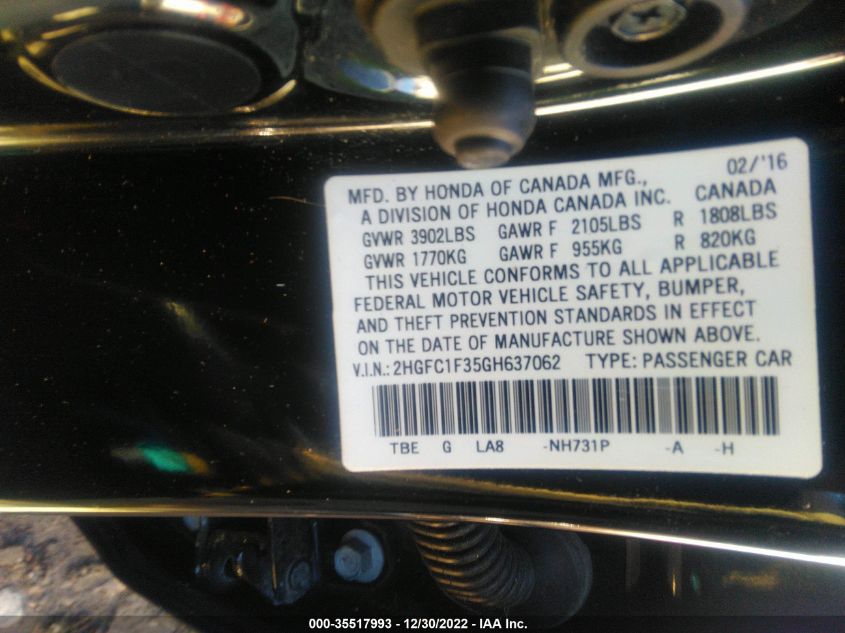 02/'16
MFD. BY HONDA OF CANADA MFG.,
A DIVISION OF HONDA CANADA INC. CANADA
GVWR 3902LBS GAWR F 2105LBS R 1808LBS
GVWR 1770KG GAWR F 955KG R 820KG
THIS VEHICLE CONFORMS TO ALL APPLICABLE
FEDERAL MOTOR VEHICLE SAFETY, BUMPER,
AND THEFT PREVENTION STANDARDS IN EFFECT
ON THE DATE OF MANUFACTURE SHOWN ABOVE.
V.I.N.: 2HGFC1F35GH637062 TYPE: PASSENGER CAR
TBE G LA8 -NH731P -A -H
000-35517993 - 12/30/2022 - IAA Inc.